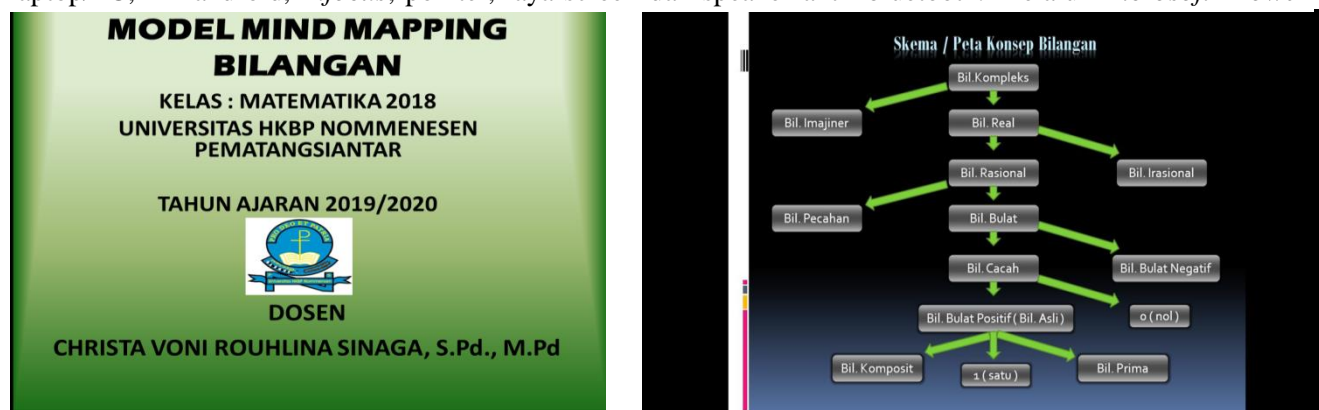 MODEL MIND MAPPING
BILANGAN
KELAS : MATEMATIKA 2018
UNIVERSITAS HKBP NOMMENESEN
PEMATANGSIANTAR
TAHUN AJARAN 2019/2020
DOSEN
CHRISTA VONI ROUHLINA SINAGA, S.Pd., M.Pd
Skema / Peta Konsep Bilangan
Bil.Kompleks
Bil. Imajiner
Bil. Real
Bil. Rasional
Bil. Irasional
Bil. Pecahan
Bil. Bulat
Bil. Cacah
Bil. Bulat Negatif
Bil. Bulat Positif ( Bil. Asli )
0 ( nol )
Bil. Komposit
1 ( satu )
Bil. Prima